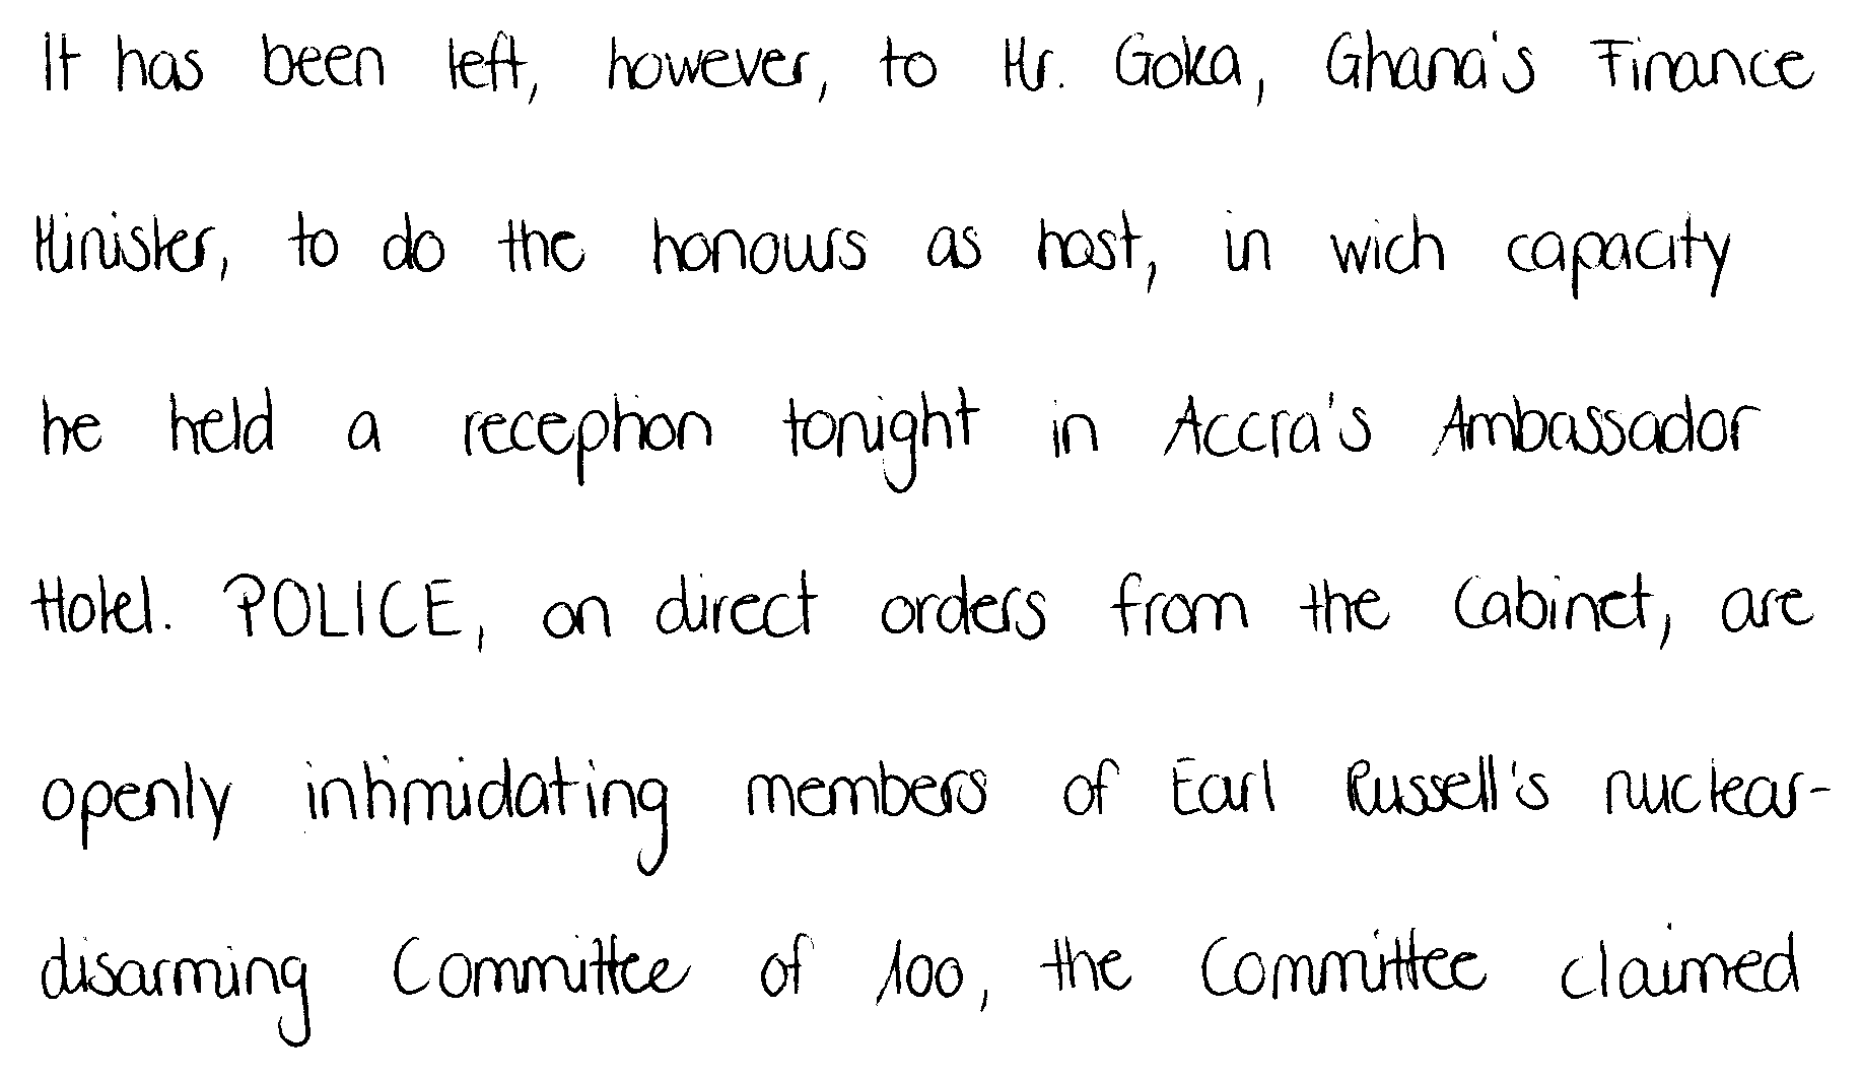 It has been left, however, to Mr. Goka, Ghana's Finance
Minister, to do the honours as host, in wich capacity
he held a reception tonight in Accra's Ambassador
Hotel. POLICE, on direct orders from the Cabinet, are
openly intimidating members of Earl Russell's nuclear-
disarming Committee of 100, the Committee claimed